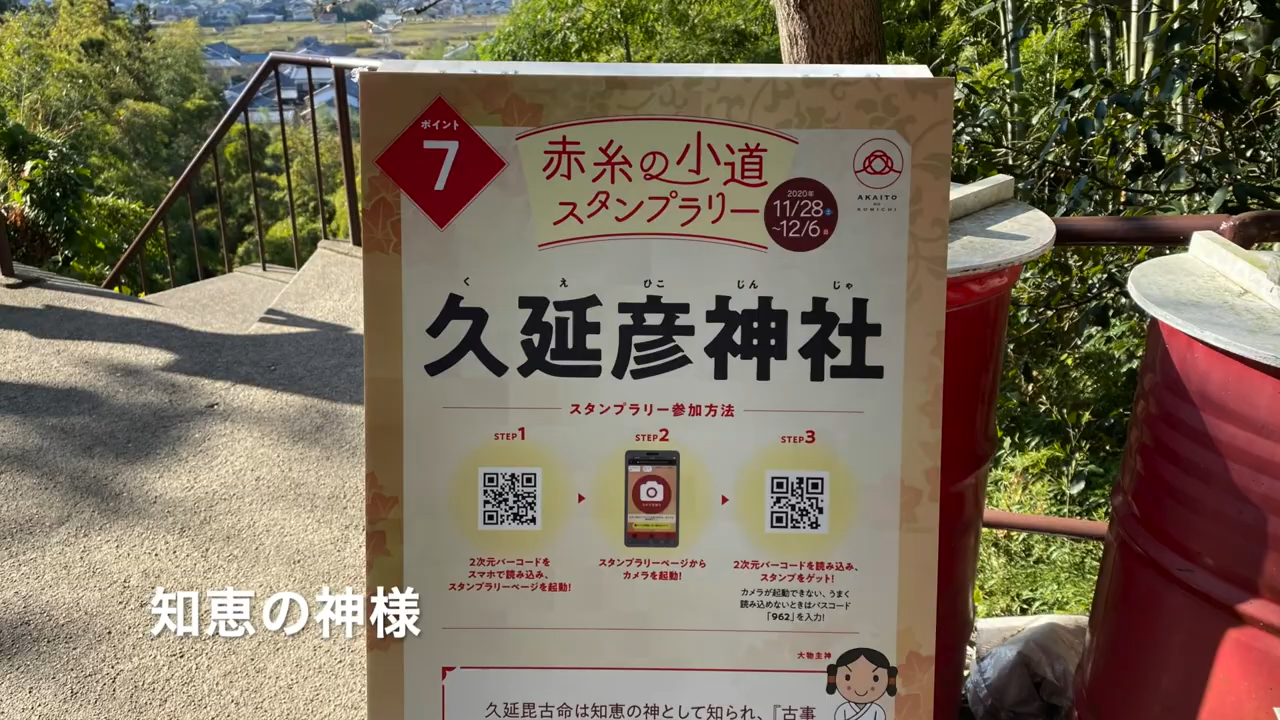 ポイント
7
赤糸の小道
スタンプラリー
2020年
11/28土
~12/6日
AKAITO
NO
KOMICHI
く え ひこ じん じゃ
久延彦神社
スタンプラリー参加方法
STEP1
2次元バーコードを
スマホで読み込み、
スタンプラリーページを起動!
STEP2
スタンプラリーページから
カメラを起動!
STEP3
2次元バーコードを読み込み、
スタンプをゲット!
カメラが起動できない、うまく
読み込めないときはパスコード
「962」を入力!
知恵の神様
大物主神
久延毘古命は知恵の神として知られ、『古事